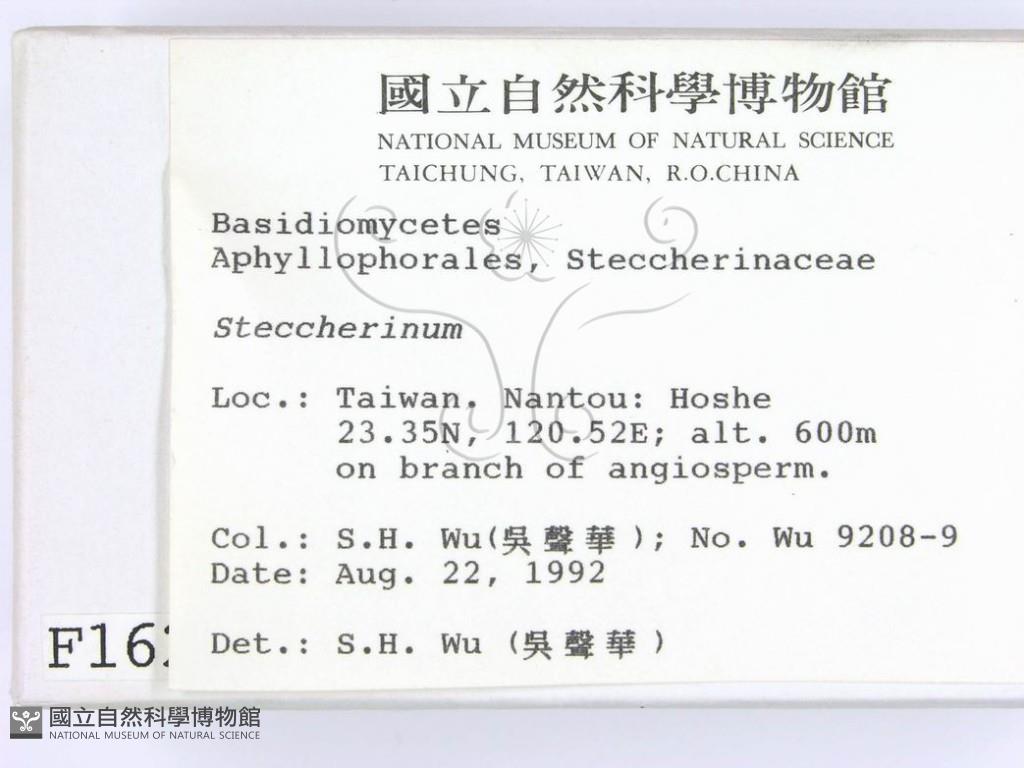 國立自然科學博物館
NATIONAL MUSEUM OF NATURAL SCIENCE
TAICHUNG, TAIWAN, R.O.CHINA
Basidiomycetes
Aphyllophorales, Steccherinaceae
Steccherinum
Loc.: Taiwan. Nantou: Hoshe
23.35N, 120.52E; alt. 600m
on branch of angiosperm.
Col.: S.H. Wu(吳聲華); No. Wu 9208-9
Date: Aug. 22, 1992
Det.: S.H. Wu (吳聲華)
F16
國立自然科學博物館
NATIONAL MUSEUM OF NATURAL SCIENCE